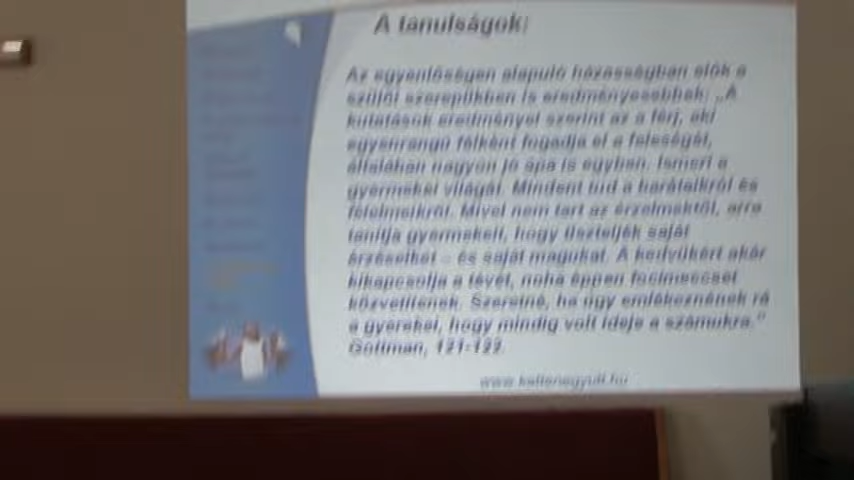 A tanulságok:
Az egyenlőségen alapuló házasságban élők a
szülői szerepükben is eredményesebbek: „A
kutatások eredményei szerint az a férj, aki
egyenrangú félként fogadja el a feleségét,
általában nagyon jó apa is egyben. Ismeri a
gyermekei világát. Mindent tud a barátaikról és
félelmeikről. Mivel nem tart az érzelmektől, arra
tanítja gyermekeit, hogy tiszteljék saját
érzéseiket – és saját magukat. A kedvükért akár
kikapcsolja a tévét, noha éppen focimeccset
közvetítenek. Szeretné, ha úgy emlékeznének rá
a gyerekei, hogy mindig volt ideje a számukra."
Gottman, 121-122.
www.kettenegyutt.hu